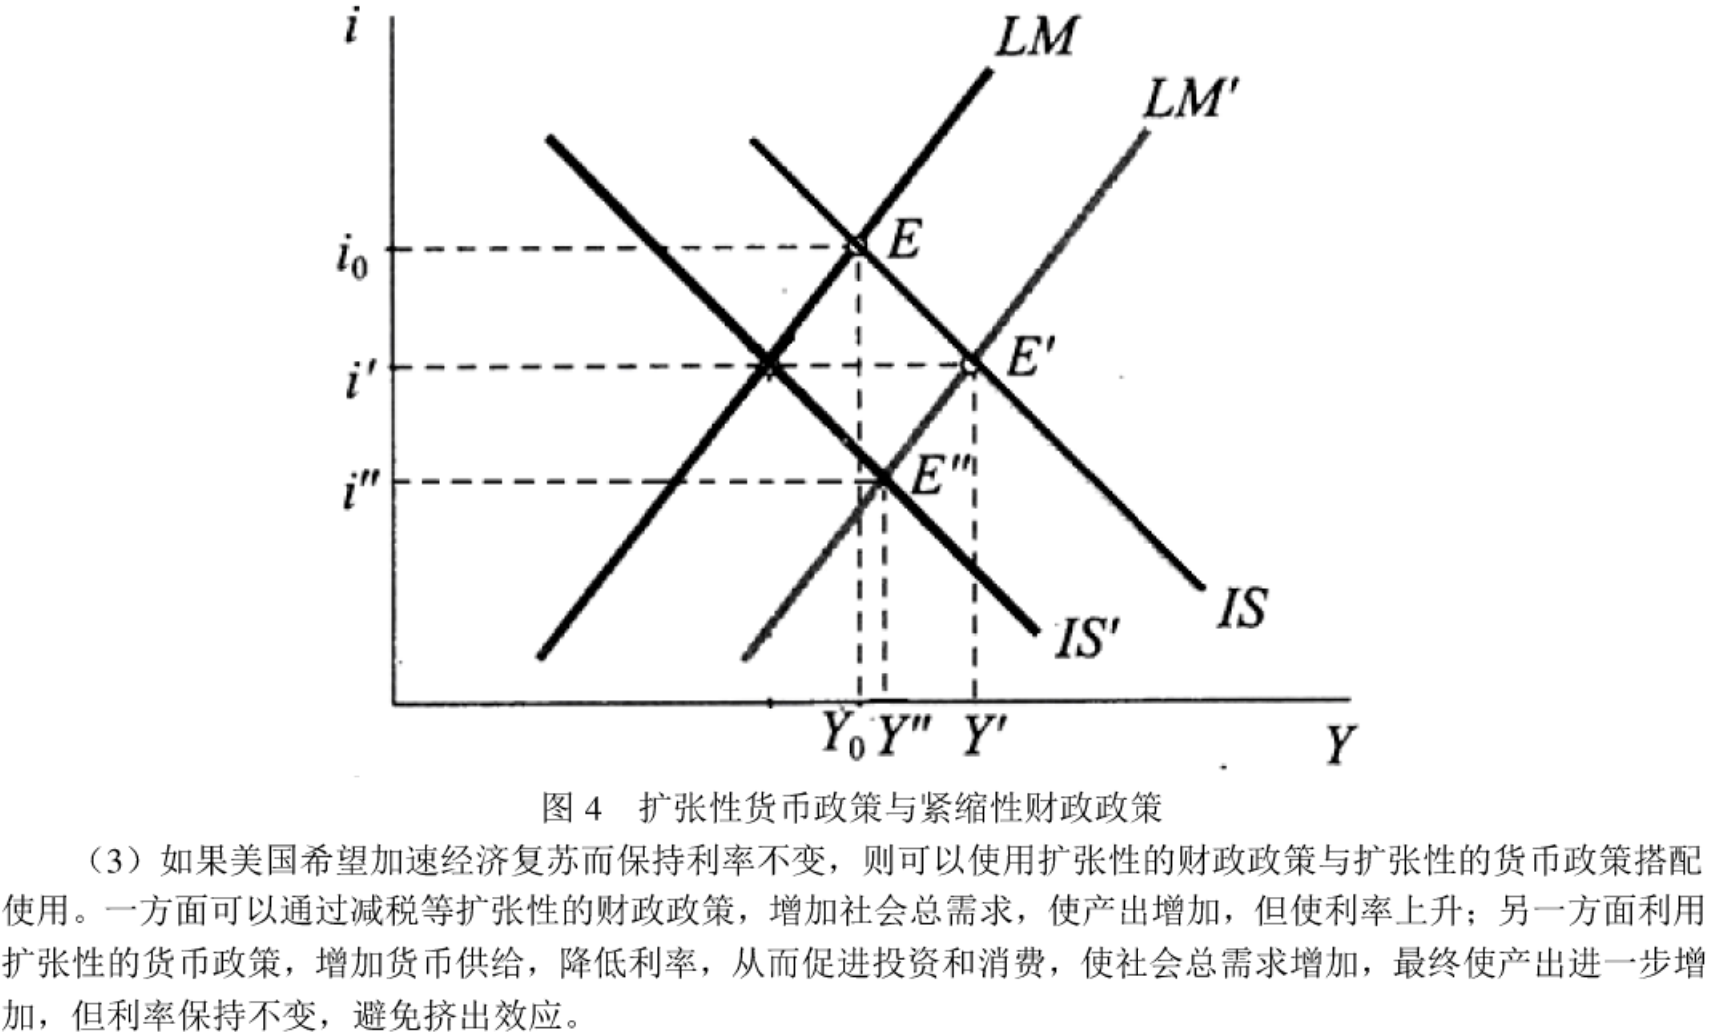 i
LM
LM'
E
i₀
E'
i'
E"
i"
IS
IS'
Y₀ Y" Y'
Y
图 4 扩张性货币政策与紧缩性财政政策
（3）如果美国希望加速经济复苏而保持利率不变，则可以使用扩张性的财政政策与扩张性的货币政策搭配
使用。一方面可以通过减税等扩张性的财政政策，增加社会总需求，使产出增加，但使利率上升；另一方面利用
扩张性的货币政策，增加货币供给，降低利率，从而促进投资和消费，使社会总需求增加，最终使产出进一步增
加，但利率保持不变，避免挤出效应。